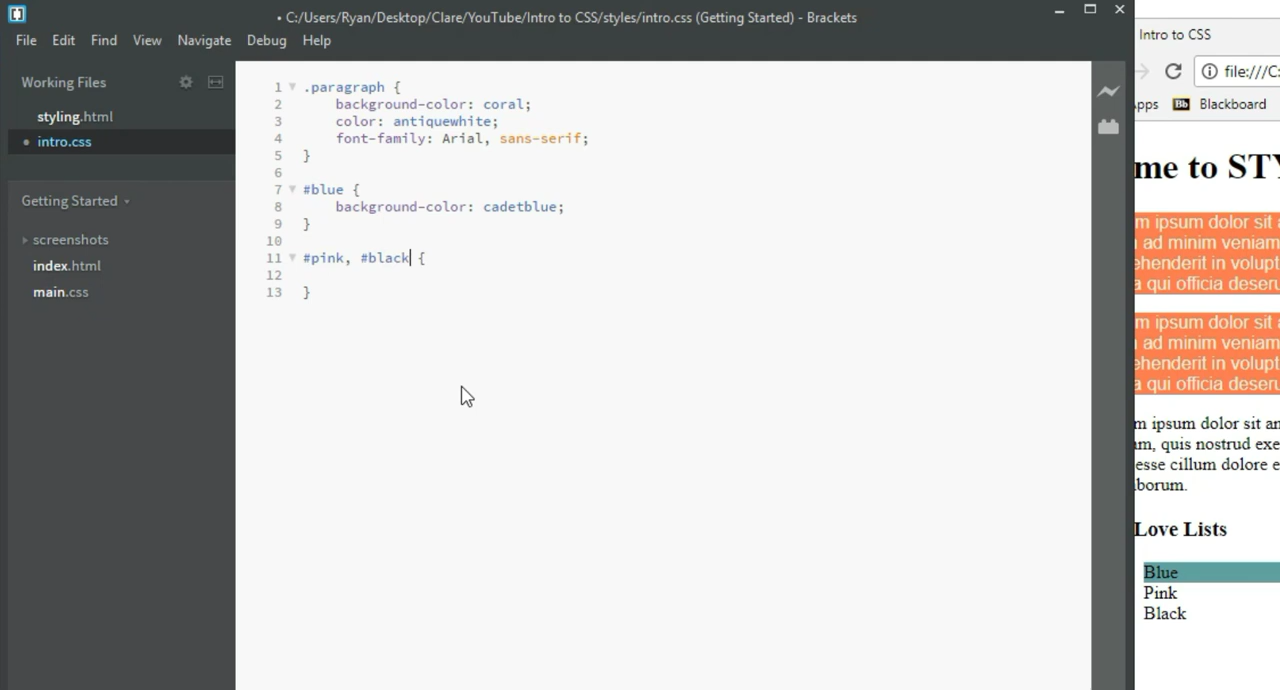 • C:/Users/Ryan/Desktop/Clare/YouTube/Intro to CSS/styles/intro.css (Getting Started) - Brackets
File Edit Find View Navigate Debug Help
Working Files
styling.html
• intro.css
Getting Started
screenshots
index.html
main.css
1 .paragraph {
2 background-color: coral;
3 color: antiquewhite;
4 font-family: Arial, sans-serif;
5 }
6
7 #blue {
8 background-color: cadetblue;
9 }
10
11 #pink, #black {
12
13 }
Intro to CSS
file:///C:
pps Bb Blackboard
me to STY
m ipsum dolor sit a
ad minim veniam
ehenderit in volupt
a qui officia deseru
m ipsum dolor sit a
ad minim veniam
ehenderit in volupt
a qui officia deseru
m ipsum dolor sit an
um, quis nostrud exe
esse cillum dolore e
borum.
Love Lists
Blue
Pink
Black